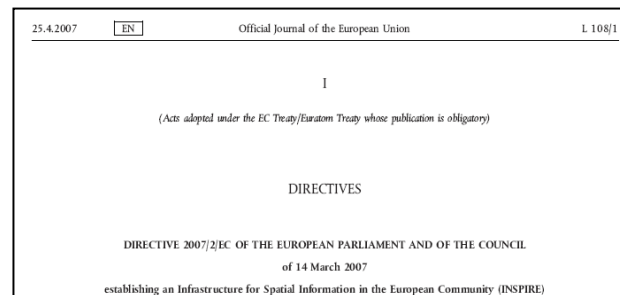 25.4.2007 EN Official Journal of the European Union L 108/1
I
(Acts adopted under the EC Treaty/Euratom Treaty whose publication is obligatory)
DIRECTIVES
DIRECTIVE 2007/2/EC OF THE EUROPEAN PARLIAMENT AND OF THE COUNCIL
of 14 March 2007
establishing an Infrastructure for Spatial Information in the European Community (INSPIRE)